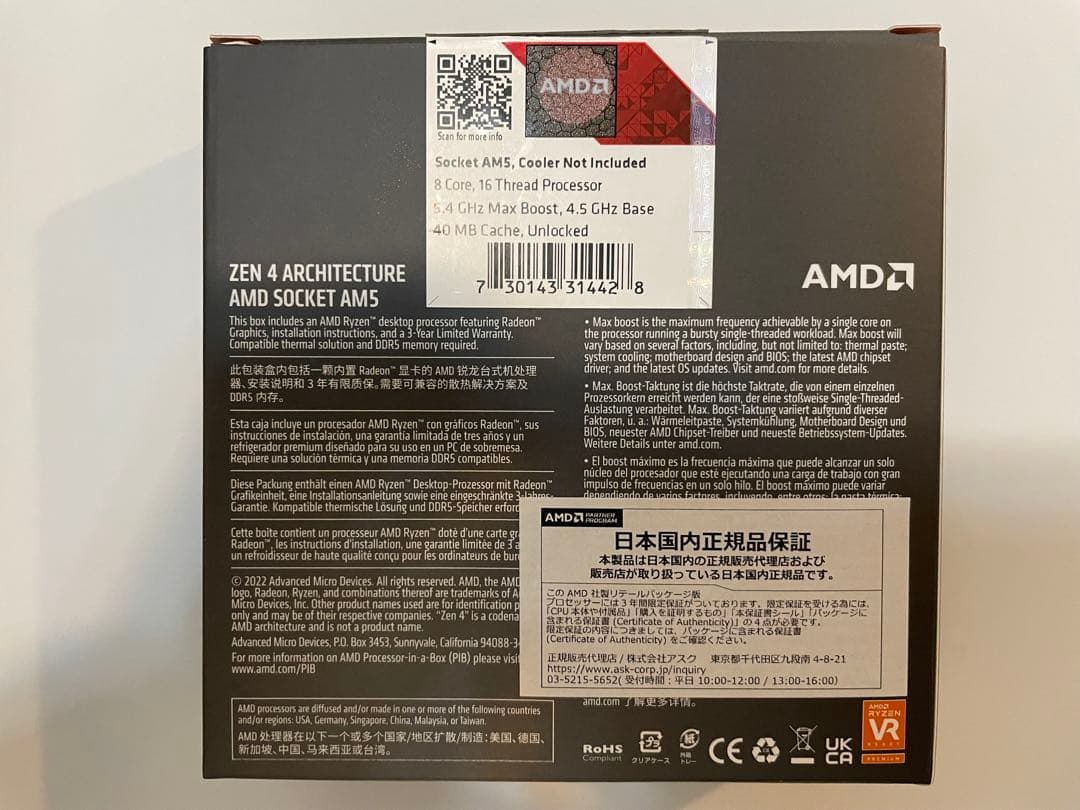 AMD
Scan for more info
Socket AM5, Cooler Not Included
8 Core, 16 Thread Processor
5.4 GHz Max Boost, 4.5 GHz Base
40 MB Cache, Unlocked
7 30143 31442 8
ZEN 4 ARCHITECTURE
AMD SOCKET AM5
AMD
This box includes an AMD Ryzen™ desktop processor featuring Radeon™
Graphics, installation instructions, and a 3-Year Limited Warranty.
Compatible thermal solution and DDR5 memory required.
此包装盒内包括一颗内置 Radeon™ 显卡的 AMD 锐龙台式机处理
器、安装说明和 3 年有限质保。需要可兼容的散热解决方案及
DDR5 内存。
Esta caja incluye un procesador AMD Ryzen™ con gráficos Radeon™, sus
instrucciones de instalación, una garantía limitada de tres años y un
refrigerador premium diseñado para su uso en un PC de sobremesa.
Requiere una solución térmica y una memoria DDR5 compatibles.
Diese Packung enthält einen AMD Ryzen™ Desktop-Prozessor mit Radeon™
Grafikeinheit, eine Installationsanleitung sowie eine eingeschränkte 3-Jahres-
Garantie. Kompatible thermische Lösung und DDR5-Speicher erford
Cette boîte contient un processeur AMD Ryzen™ doté d'une carte gra
Radeon™, les instructions d'installation, une garantie limitée de 3 a
un refroidisseur de haute qualité conçu pour les ordinateurs de bur
© 2022 Advanced Micro Devices. All rights reserved. AMD, the AMD
logo, Radeon, Ryzen, and combinations thereof are trademarks of A
Micro Devices, Inc. Other product names used are for identification p
only and may be of their respective companies. "Zen 4" is a codena
AMD architecture and is not a product name.
Advanced Micro Devices, P.O. Box 3453, Sunnyvale, California 94088-3
For more information on AMD Processor-in-a-Box (PIB) please visit
www.amd.com/PIB
AMD processors are diffused and/or made in one or more of the following countries
and/or regions: USA, Germany, Singapore, China, Malaysia, or Taiwan.
AMD 处理器在以下一个或多个国家/地区扩散/制造：美国、德国、
新加坡、中国、马来西亚或台湾。
• Max boost is the maximum frequency achievable by a single core on
the processor running a bursty single-threaded workload. Max boost will
vary based on several factors, including, but not limited to: thermal paste;
system cooling; motherboard design and BIOS; the latest AMD chipset
driver; and the latest OS updates. Visit amd.com for more details.
• Max. Boost-Taktung ist die höchste Taktrate, die von einem einzelnen
Prozessorkern erreicht werden kann, der eine stoßweise Single-Threaded-
Auslastung verarbeitet. Max. Boost-Taktung variiert aufgrund diverser
Faktoren, u. a.: Wärmeleitpaste, Systemkühlung, Motherboard Design und
BIOS, neuester AMD Chipset-Treiber und neueste Betriebssystem-Updates.
Weitere Details unter amd.com.
• El boost máximo es la frecuencia máxima que puede alcanzar un solo
núcleo del procesador que esté ejecutando una carga de trabajo con gran
impulso de frecuencias en un solo hilo. El boost máximo puede variar
dependiendo de varios factores, incluyendo, entre otros: la pasta térmica;
AMD PARTNER
PROGRAM
日本国内正規品保証
本製品は日本国内の正規販売代理店および
販売店が取り扱っている日本国内正規品です。
この AMD 社製リテールパッケージ版
プロセッサーには3年間限定保証がついております。限定保証を受ける為には、
「CPU 本体や付属品」「購入を証明するもの」「本保証書シール」「パッケージに
含まれる保証書 (Certificate of Authenticity)」の 4 点が必要です。
限定保証の内容につきましては、パッケージに含まれる保証書
(Certificate of Authenticity) をご確認ください。
正規販売代理店 / 株式会社アスク 東京都千代田区九段南 4-8-21
https://www.ask-corp.jp/inquiry
03-5215-5652( 受付時間：平日 10:00-12:00 / 13:00-16:00)
amd.com 了解更多详情。
RoHS
Compliant
プラ
クリアケース
紙
外箱
トレー
CE
UK
CA
AMD
RYZEN
VR
READY
PREMIUM